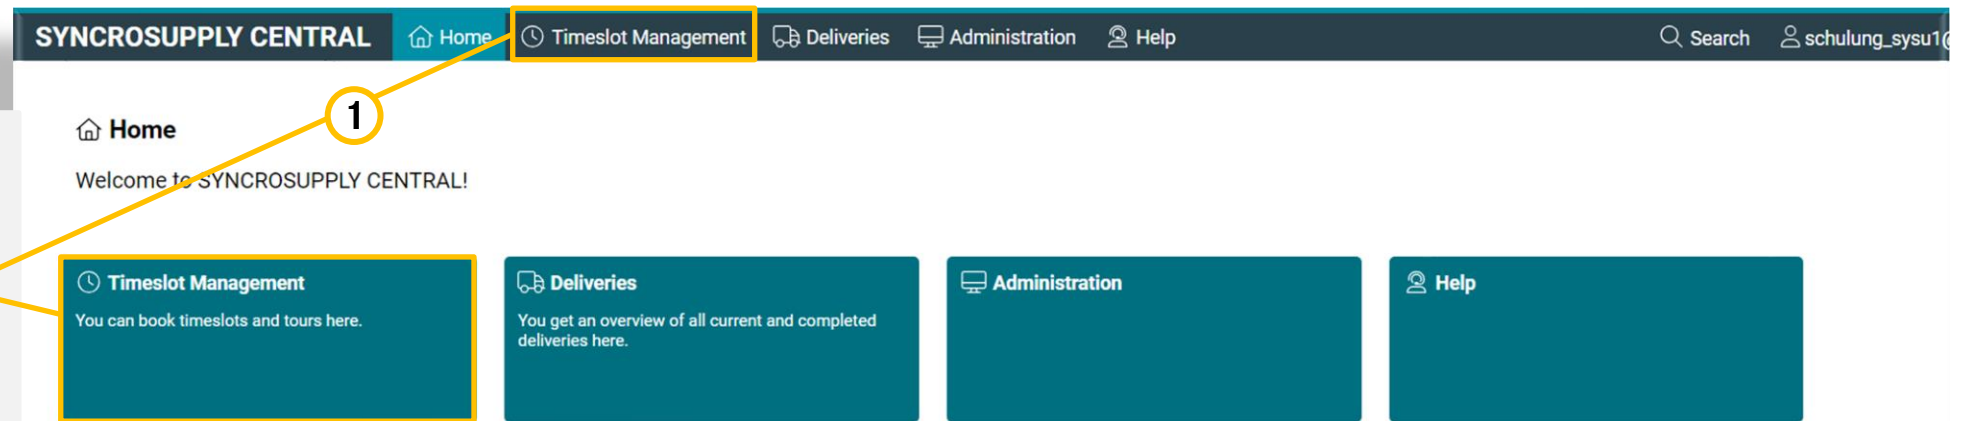 SYNCROSUPPLY CENTRAL Home Timeslot Management Deliveries Administration Help Search schulung_sysu1@
1
Home
Welcome to SYNCROSUPPLY CENTRAL!
Timeslot Management
You can book timeslots and tours here.
Deliveries
You get an overview of all current and completed
deliveries here.
Administration
Help